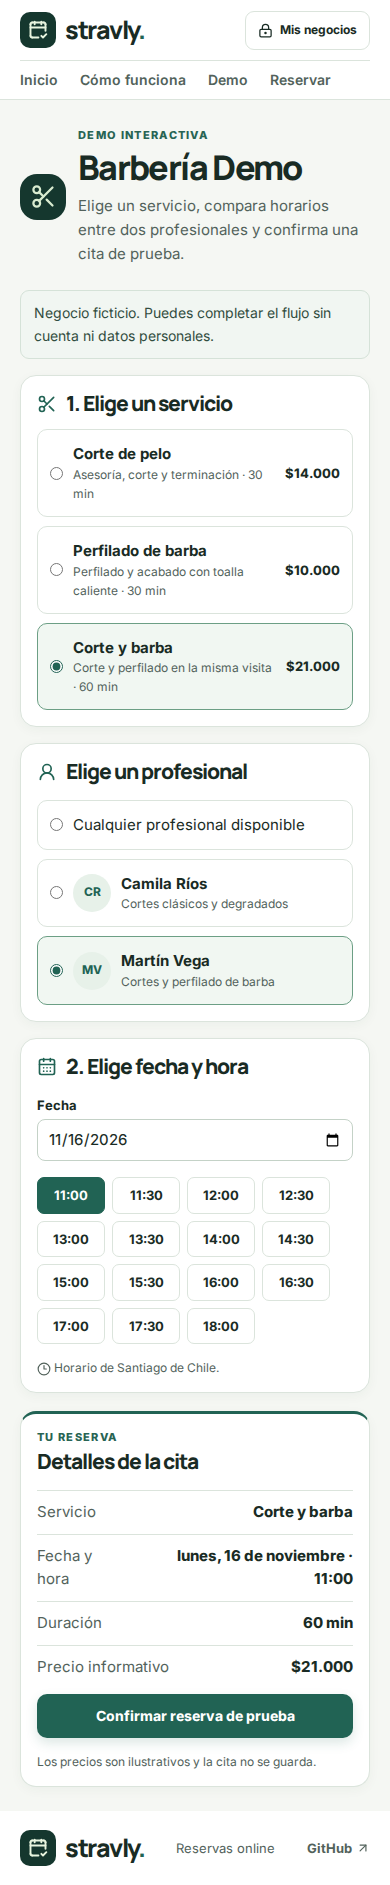 stravly.
Mis negocios
Inicio Cómo funciona Demo Reservar
DEMO INTERACTIVA
Barbería Demo
Elige un servicio, compara horarios
entre dos profesionales y confirma una
cita de prueba.
Negocio ficticio. Puedes completar el flujo sin
cuenta ni datos personales.
1. Elige un servicio
Corte de pelo
Asesoría, corte y terminación · 30
min
$14.000
Perfilado de barba
Perfilado y acabado con toalla
caliente · 30 min
$10.000
Corte y barba
Corte y perfilado en la misma visita
· 60 min
$21.000
Elige un profesional
Cualquier profesional disponible
CR
Camila Ríos
Cortes clásicos y degradados
MV
Martín Vega
Cortes y perfilado de barba
2. Elige fecha y hora
Fecha
11/16/2026
11:00 11:30 12:00 12:30
13:00 13:30 14:00 14:30
15:00 15:30 16:00 16:30
17:00 17:30 18:00
Horario de Santiago de Chile.
TU RESERVA
Detalles de la cita
Servicio Corte y barba
Fecha y
hora
lunes, 16 de noviembre ·
11:00
Duración 60 min
Precio informativo $21.000
Confirmar reserva de prueba
Los precios son ilustrativos y la cita no se guarda.
stravly. Reservas online GitHub